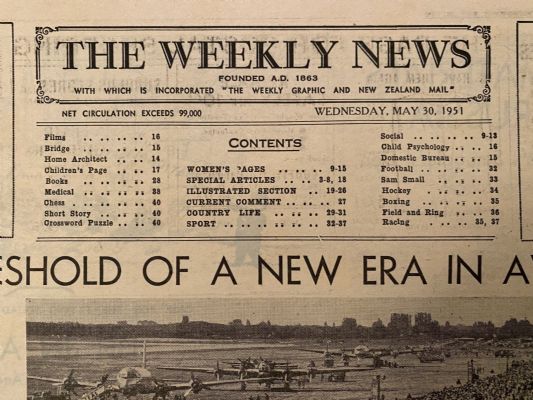 THE WEEKLY NEWS
FOUNDED A.D. 1863
WITH WHICH IS INCORPORATED "THE WEEKLY GRAPHIC AND NEW ZEALAND MAIL"
NET CIRCULATION EXCEEDS 99,000 WEDNESDAY, MAY 30, 1951
CONTENTS
Films .. .. .. .. 16
Bridge .. .. .. .. 15
Home Architect .. .. 14
Children's Page .. .. 17
Books .. .. .. .. 28
Medical .. .. .. .. 38
Chess .. .. .. .. 40
Short Story .. .. .. 40
Crossword Puzzle .. .. 40
WOMEN'S PAGES .. .. .. 9-15
SPECIAL ARTICLES .. .. 3-8, 18
ILLUSTRATED SECTION .. 19-26
CURRENT COMMENT .. .. .. 27
COUNTRY LIFE .. .. .. 29-31
SPORT .. .. .. .. 32-37
Social .. .. .. 9-13
Child Psychology .. .. 16
Domestic Bureau .. .. 15
Football .. .. .. .. 32
Sam Small .. .. .. 33
Hockey .. .. .. .. 34
Boxing .. .. .. .. 35
Field and Ring .. .. 36
Racing .. .. .. 35, 37
ESHOLD OF A NEW ERA IN A